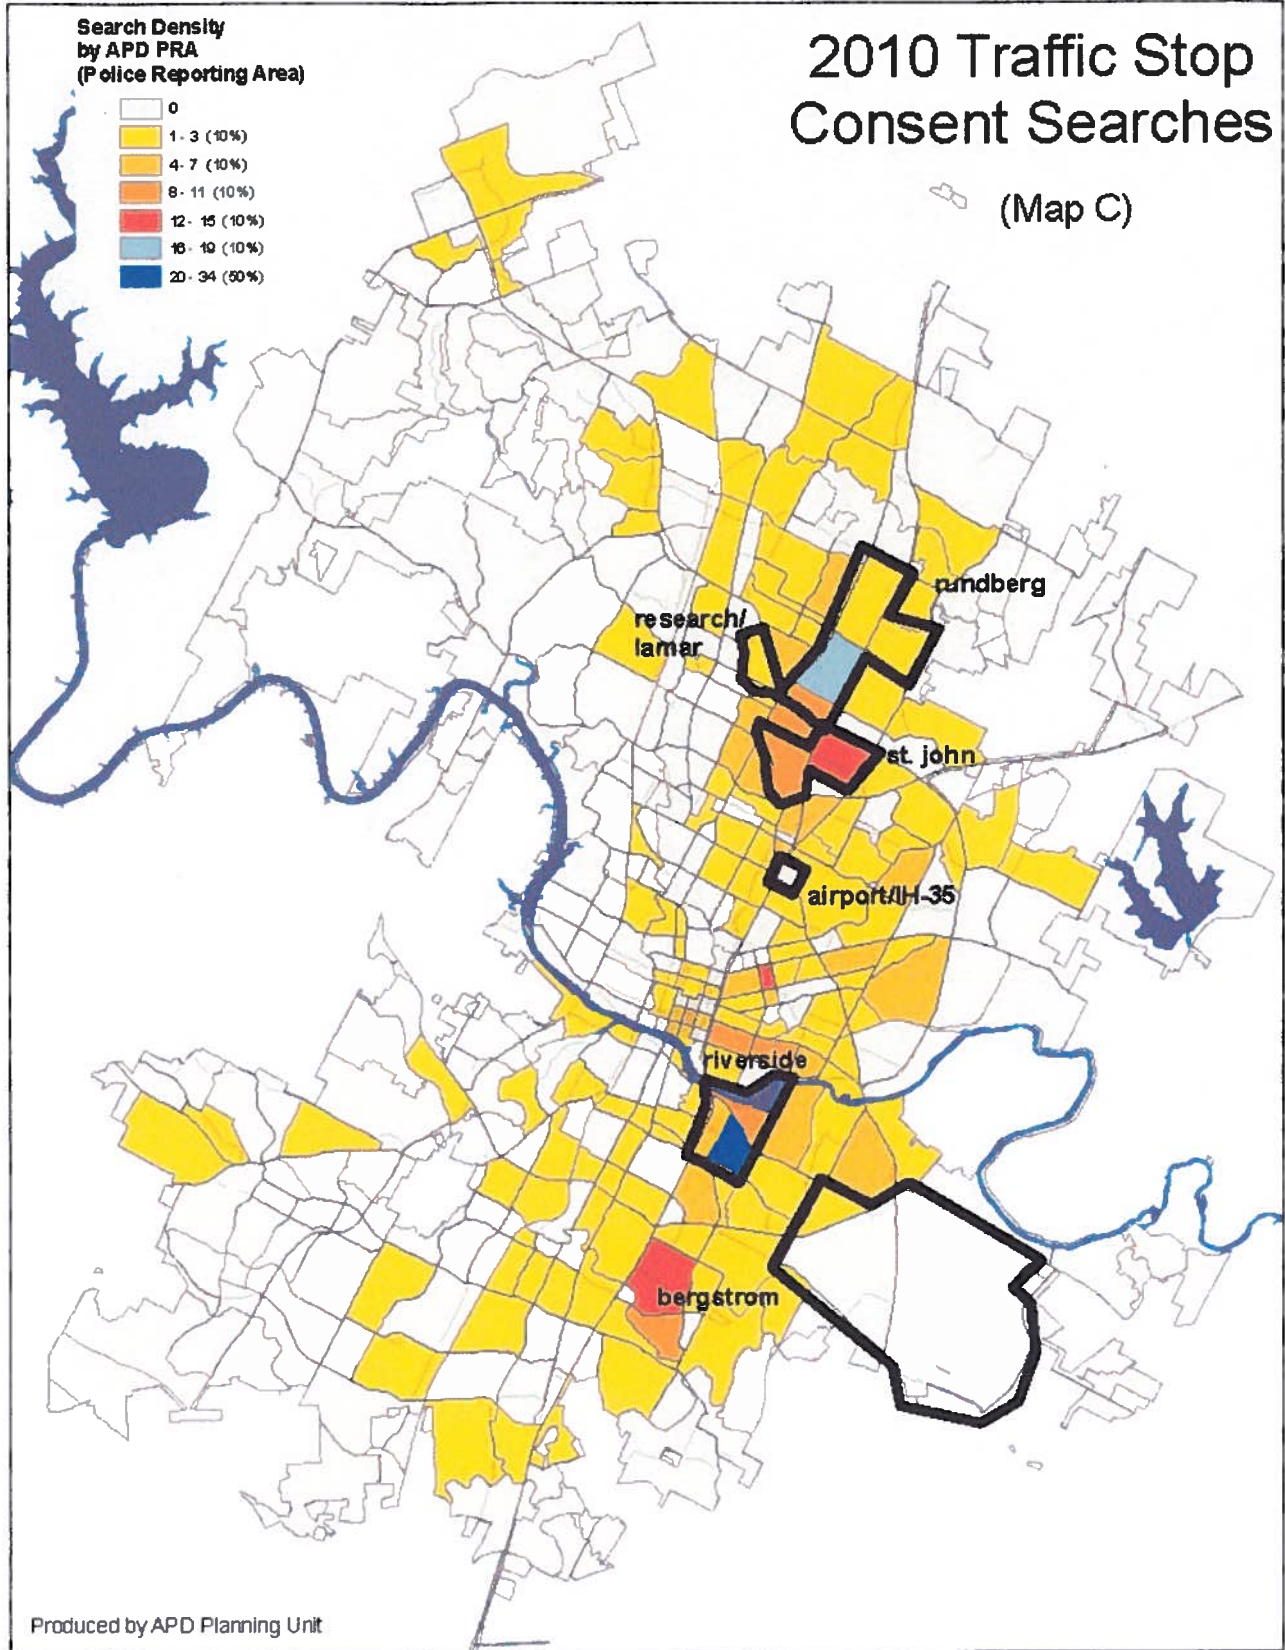 Search Density
by APD PRA
(Police Reporting Area)
0
1 - 3 (10%)
4 - 7 (10%)
8 - 11 (10%)
12 - 15 (10%)
16 - 19 (10%)
20 - 34 (50%)
2010 Traffic Stop
Consent Searches
(Map C)
rundberg
research/
lamar
st. john
airport/IH-35
riverside
bergstrom
Produced by APD Planning Unit